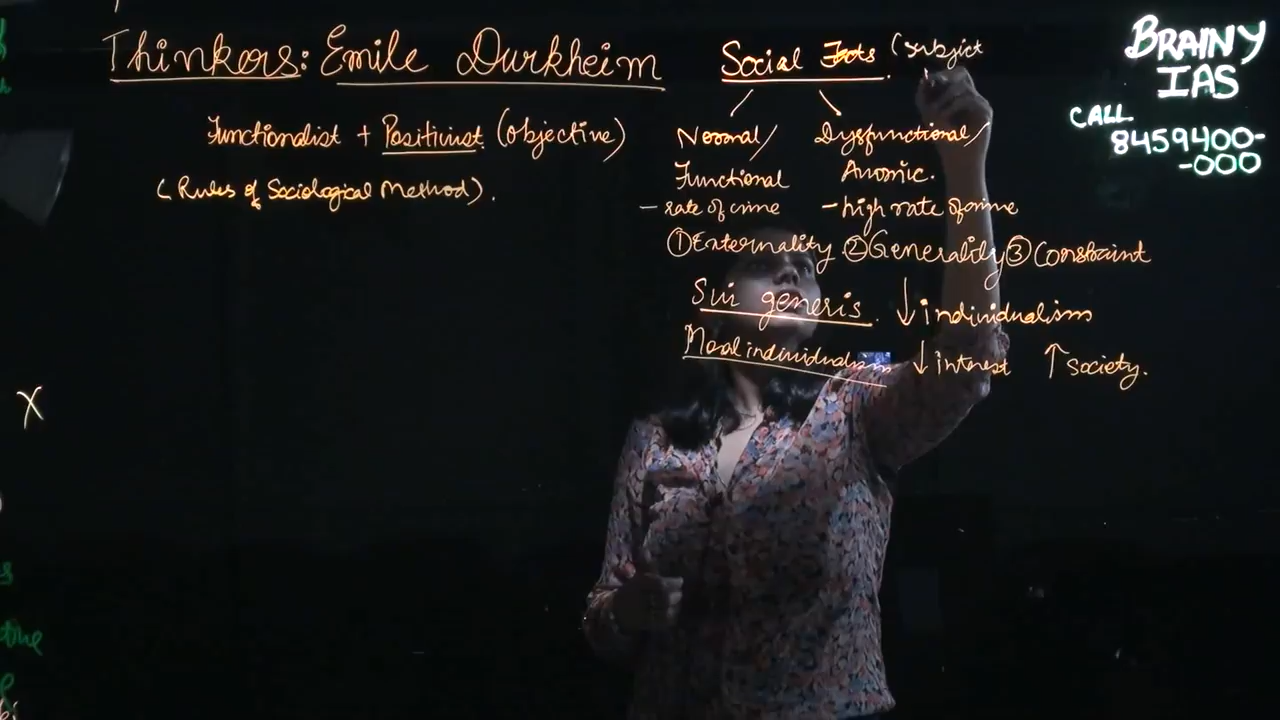 Thinkers: Emile Durkheim
Functionalist + Positivist (objective)
(Rules of Sociological Method).
Social Facts (subject
Normal/ Dysfunctional/
Functional Anomic.
- rate of crime - high rate of crime
① Externality ② Generality ③ Constraint
Sui generis. ↓ individualism
Moral individualism ↓ interest ↑ society.
BRAINY
IAS
CALL
8459400-
-000
X